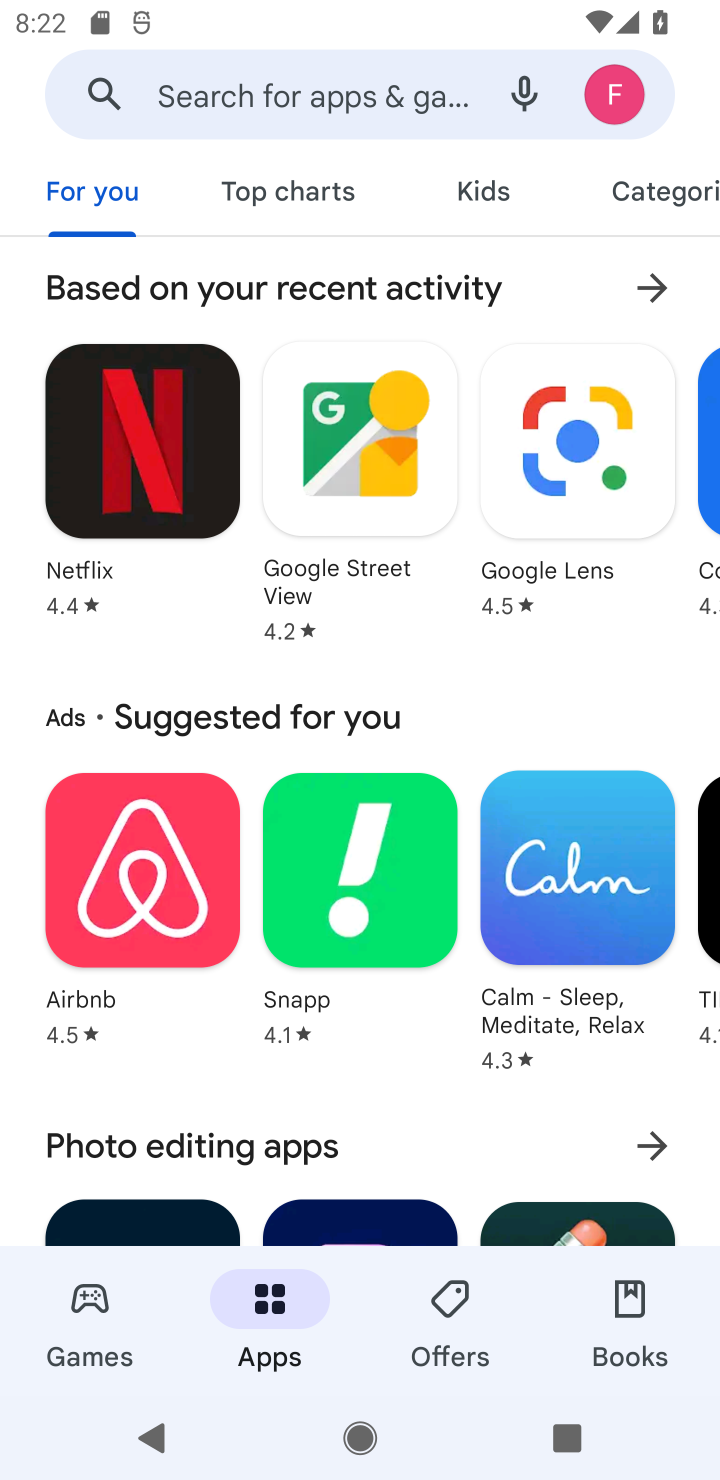 8:22
Search for apps & ga...
F
For you Top charts Kids Categori
Based on your recent activity
G
Netflix
4.4★
Google Street
View
4.2★
Google Lens
4.5★
Co
4.
Ads • Suggested for you
Calm
Airbnb
4.5★
Snapp
4.1★
Calm - Sleep,
Meditate, Relax
4.3★
TI
4.
Photo editing apps
Games Apps Offers Books